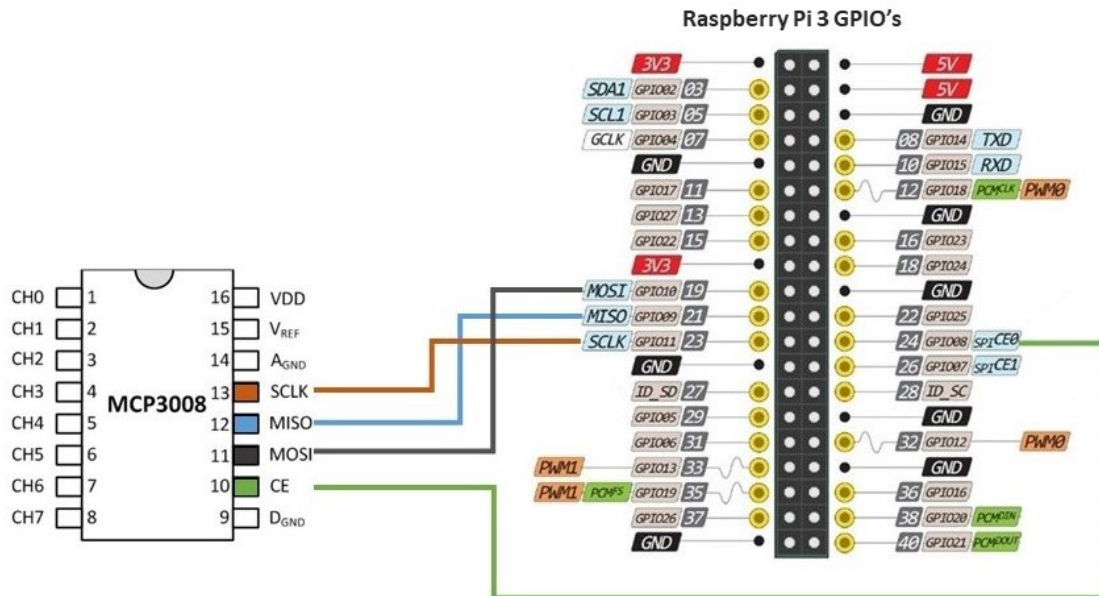 Raspberry Pi 3 GPIO's
3V3 5V
SDA1 GPIO02 03 5V
SCL1 GPIO03 05 GND
GCLK GPIO04 07 08 GPIO14 TXD
GND 10 GPIO15 RXD
GPIO17 11 12 GPIO18 PCMCLK PWM0
GPIO27 13 GND
GPIO22 15 16 GPIO23
3V3 18 GPIO24
MOSI GPIO10 19 GND
MISO GPIO09 21 22 GPIO25
SCLK GPIO11 23 24 GPIO08 SPICE0
GND 26 GPIO07 SPICE1
ID_SD 27 28 ID_SC
GPIO05 29 GND
GPIO06 31 32 GPIO12 PWM0
PWM1 GPIO13 33 GND
PWM1 PCMFS GPIO19 35 36 GPIO16
GPIO26 37 38 GPIO20 PCMDIN
GND 40 GPIO21 PCMDOUT
CH0 1 16 VDD
CH1 2 15 VREF
CH2 3 14 AGND
CH3 4 13 SCLK
MCP3008
CH4 5 12 MISO
CH5 6 11 MOSI
CH6 7 10 CE
CH7 8 9 DGND